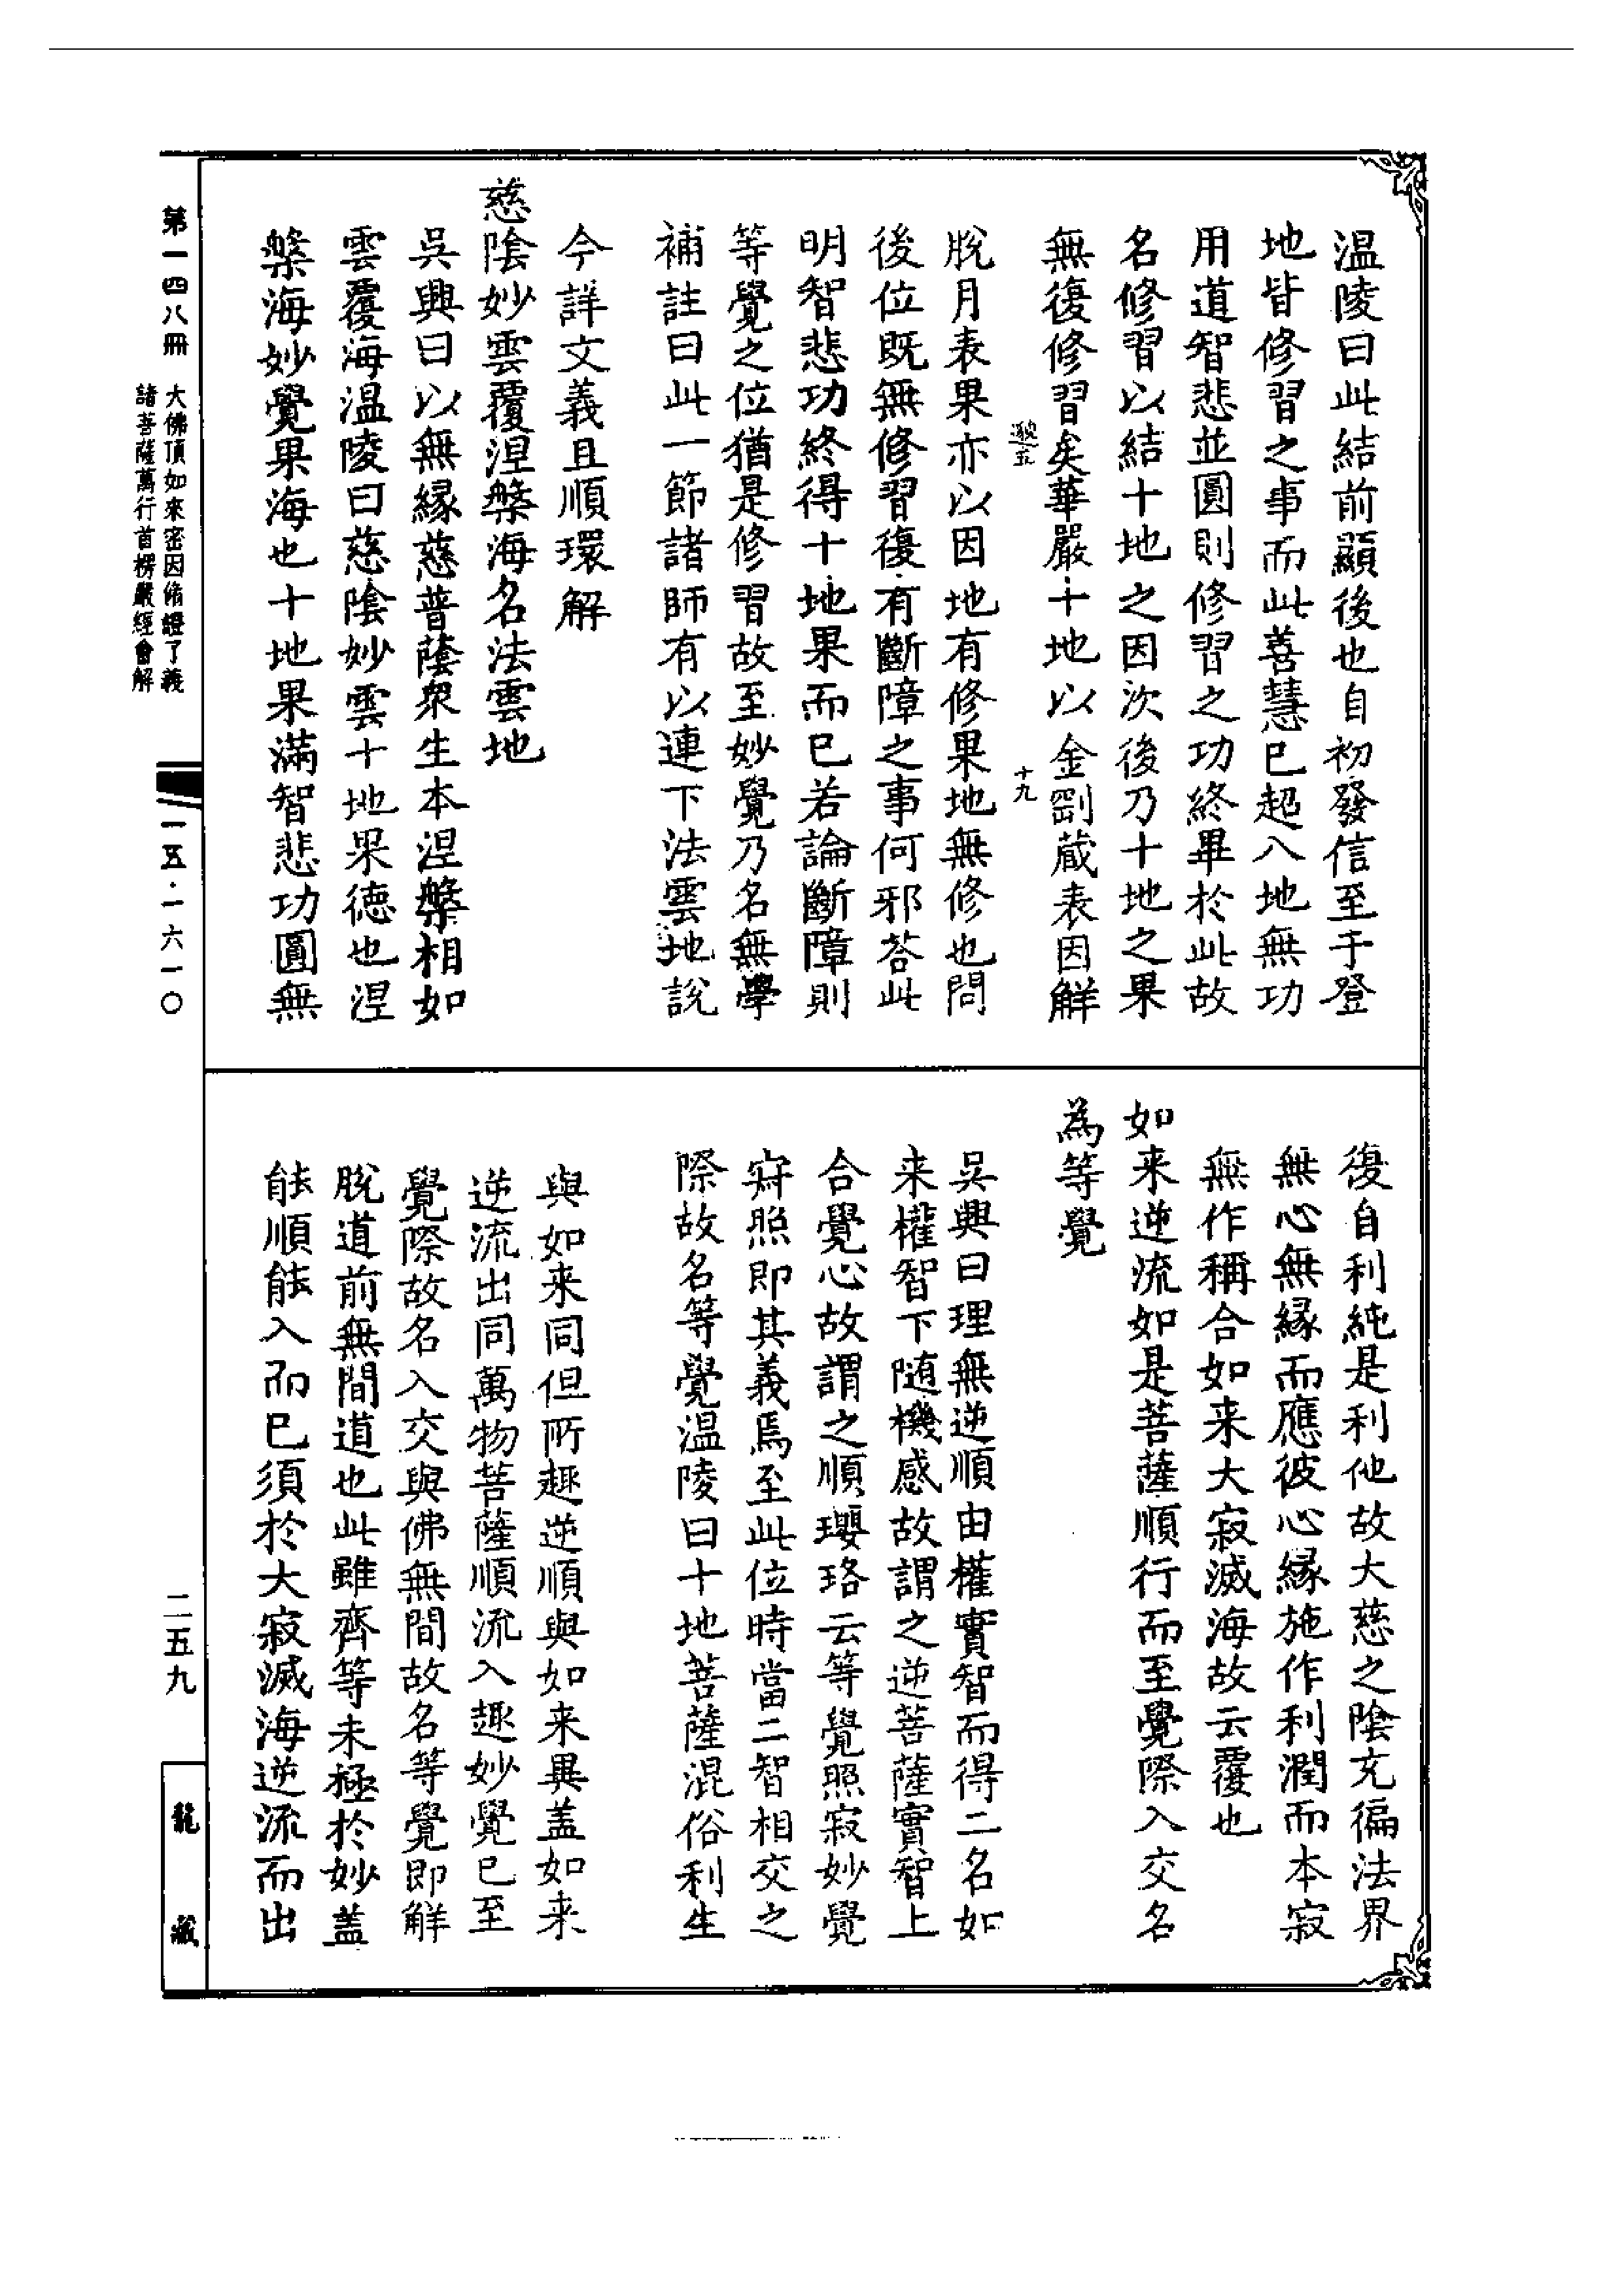 温陵曰此結前顯後也自初發信至于登
地皆修習之事而此善慧已超八地無功
用道智悲並圓則修習之功終畢於此故
名修習以結十地之因次後乃十地之果
無復修習矣華嚴十地以金剛藏表因解
十九
脫月表果亦以因地有修果地無修也問
後位既無修習復有斷障之事何邪荅此
明智悲功終得十地果而已若論斷障則
等覺之位猶是修習故至妙覺乃名無學
補註曰此一節諸師有以連下法雲地說
今詳文義且順環解
慈陰妙雲覆涅槃海名法雲地
吳興曰以無緣慈普蔭眾生本涅槃相如
雲覆海温陵曰慈陰妙雲十地果德也涅
槃海妙覺果海也十地果滿智悲功圓無
復自利純是利他故大慈之陰充徧法界
無心無緣而應彼心緣施作利潤而本寂
無作稱合如来大寂滅海故云覆也
如来逆流如是菩薩順行而至覺際入交名
為等覺
吳興曰理無逆順由權實智而得二名如
来權智下随機感故謂之逆菩薩實智上
合覺心故謂之順瓔珞云等覺照寂妙覺
寂照即其義焉至此位時當二智相交之
際故名等覺温陵曰十地菩薩混俗利生
與如来同但所趣逆順與如来異盖如来
逆流出同萬物菩薩順流入趣妙覺已至
覺際故名入交與佛無間故名等覺即解
脫道前無間道也此雖齊等未極於妙盖
能順能入而已須於大寂滅海逆流而出
第一四八冊
大佛頂如來密因脩證了義
諸菩薩萬行首楞嚴經會解
一五·一六一〇
二五九
龍藏